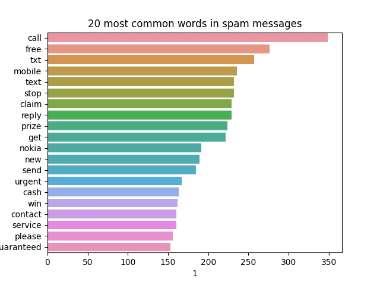 20 most common words in spam messages
call
free
txt
mobile
text
stop
claim
reply
prize
get
nokia
new
send
urgent
cash
win
contact
service
please
uaranteed
0 50 100 150 200 250 300 350
1